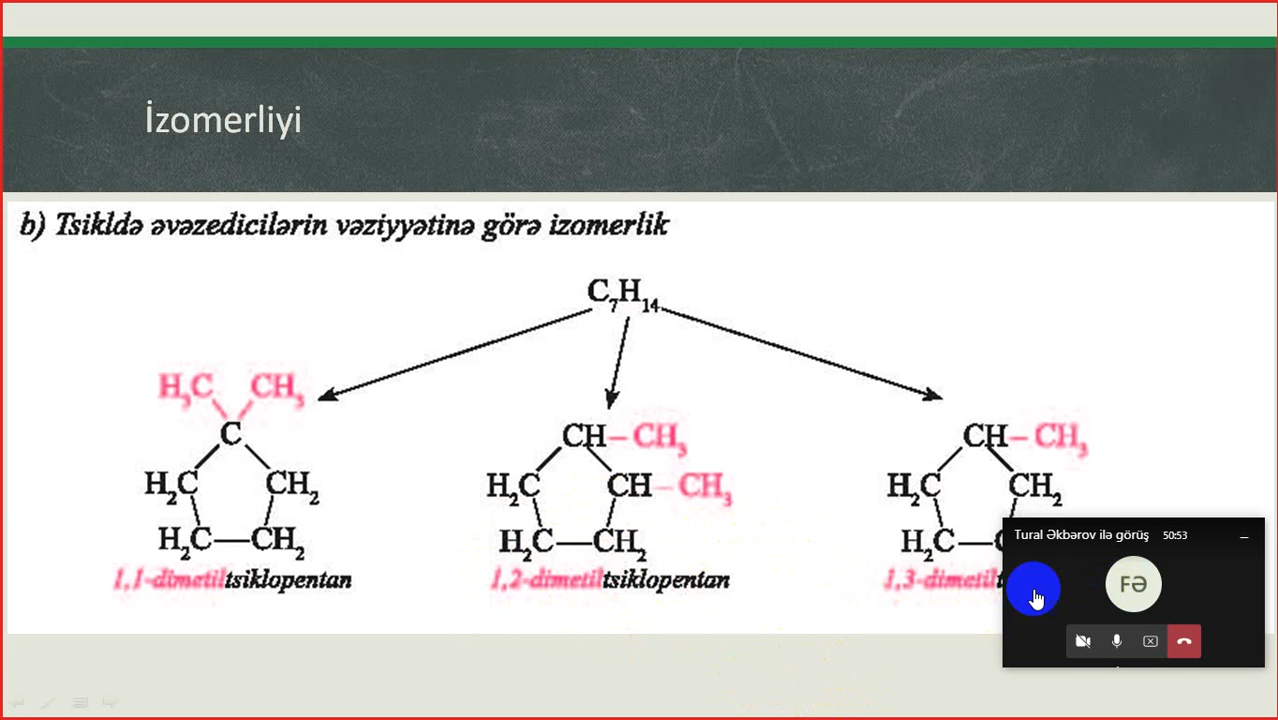 İzomerliyi
b) Tsikldə əvəzedicilərin vəziyyətinə görə izomerlik
C₇H₁₄
H₃C CH₃
C
H₂C CH₂
H₂C—CH₂
1,1-dimetiltsiklopentan
CH–CH₃
H₂C CH–CH₃
H₂C—CH₂
1,2-dimetiltsiklopentan
CH–CH₃
H₂C CH₂
H₂C—
1,3-dimetil
Tural Əkbərov ilə görüş 50:53
FƏ